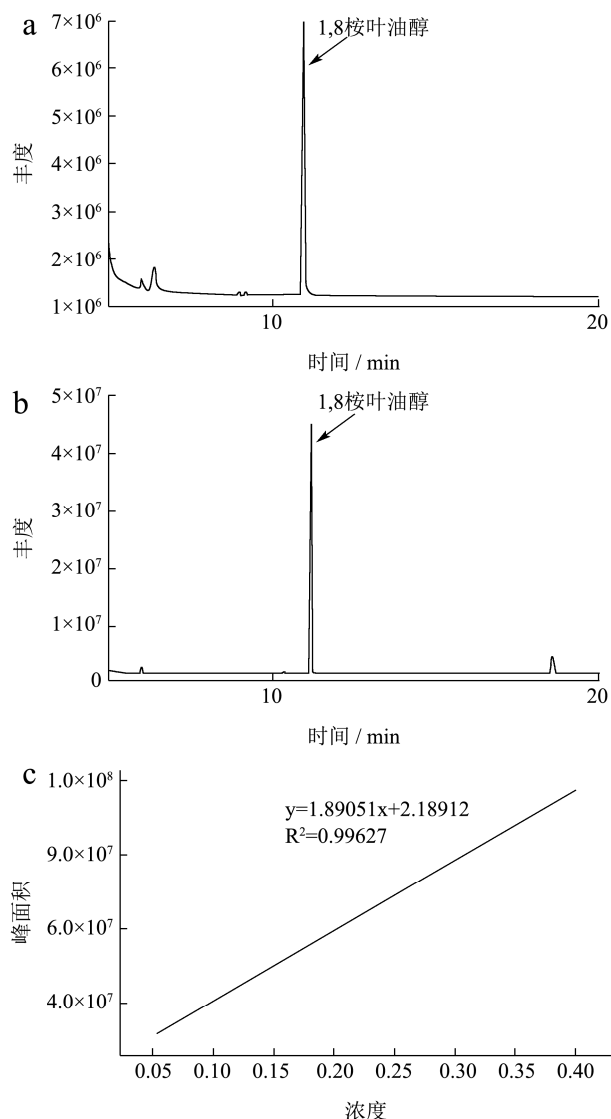 a
1,8桉叶油醇
7×10⁶
6×10⁶
5×10⁶
4×10⁶
3×10⁶
2×10⁶
1×10⁶
丰度
10
20
时间 / min
b
1,8桉叶油醇
5×10⁷
4×10⁷
3×10⁷
2×10⁷
1×10⁷
0
丰度
10
20
时间 / min
c
1.0×10⁸
9.0×10⁷
6.0×10⁷
4.0×10⁷
峰面积
y=1.89051x+2.18912
R²=0.99627
0.05 0.10 0.15 0.20 0.25 0.30 0.35 0.40
浓度